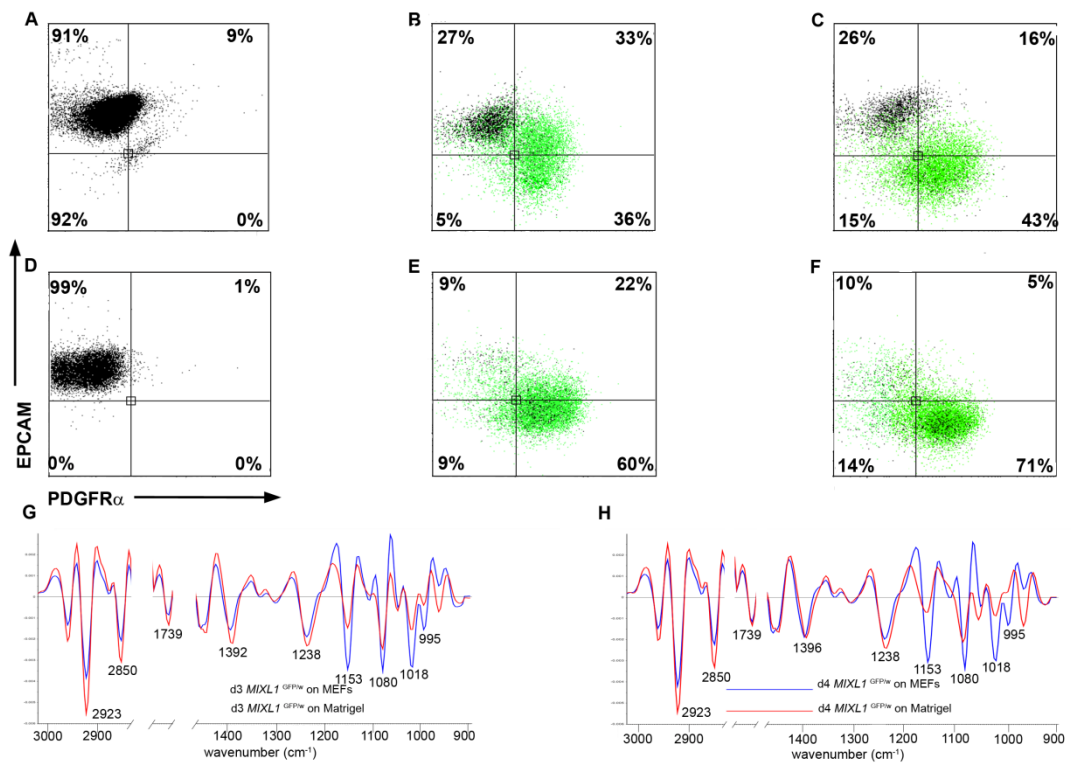 A
91%
9%
92%
0%
B
27%
33%
5%
36%
C
26%
16%
15%
43%
D
99%
1%
0%
0%
E
9%
22%
9%
60%
F
10%
5%
14%
71%
EPCAM
PDGFRα
G
2923
2850
1739
1392
1238
1153
1080
1018
995
d3 MIXL1 GFP/w on MEFs
d3 MIXL1 GFP/w on Matrigel
3000 2900 1400 1300 1200 1100 1000 900
wavenumber (cm-1)
H
2923
2850
1739
1396
1238
1153
1080
1018
995
d4 MIXL1 GFP/w on MEFs
d4 MIXL1 GFP/w on Matrigel
3000 2900 1400 1300 1200 1100 1000 900
wavenumber (cm-1)